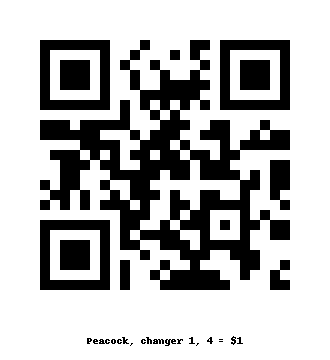 Peacock, changer 1, 4 = $1